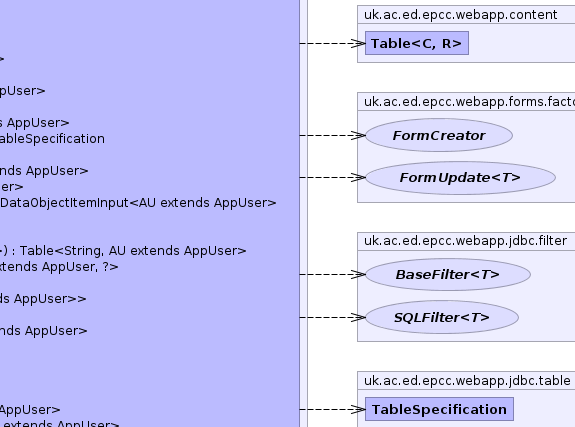 >
pUser>
s AppUser>
ableSpecification
nds AppUser>
er>
DataObjectItemInput<AU extends AppUser>
>) : Table<String, AU extends AppUser>
xtends AppUser, ?>
ds AppUser>>
nds AppUser>
AppUser>
extends AppUser>
uk.ac.ed.epcc.webapp.content
Table<C, R>
uk.ac.ed.epcc.webapp.forms.facto
FormCreator
FormUpdate<T>
uk.ac.ed.epcc.webapp.jdbc.filter
BaseFilter<T>
SQLFilter<T>
uk.ac.ed.epcc.webapp.jdbc.table
TableSpecification